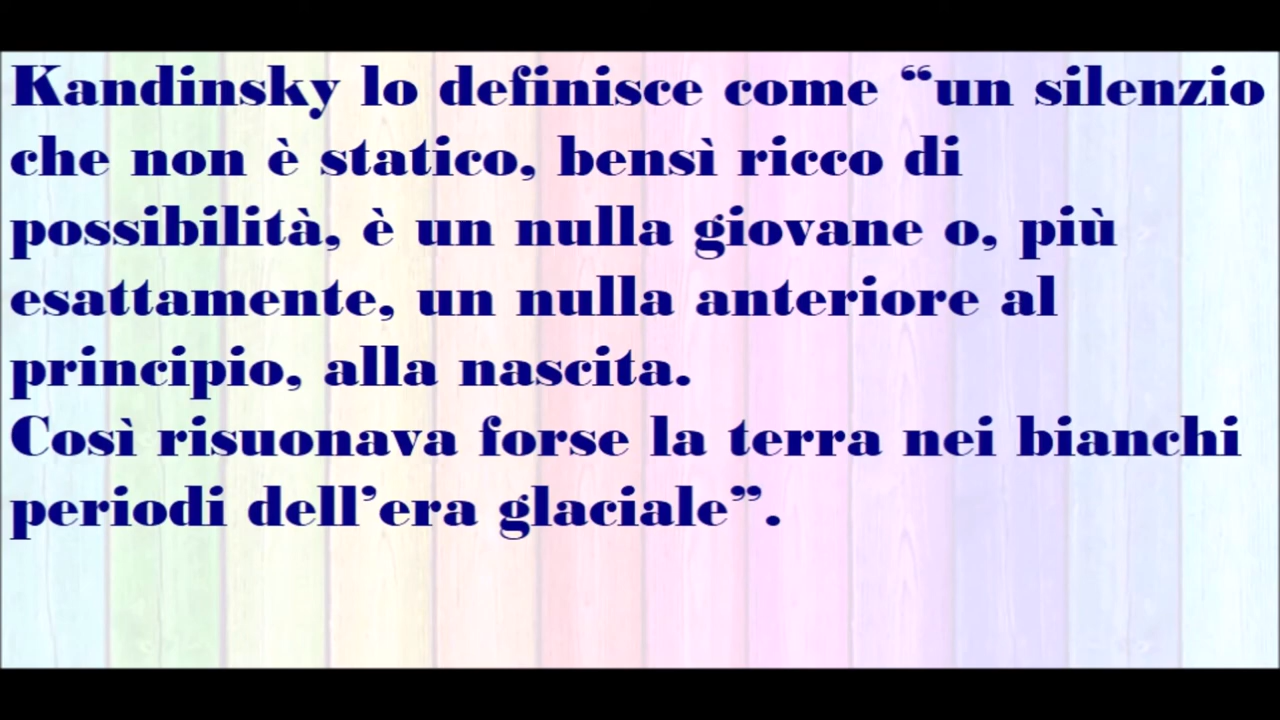 Kandinsky lo definisce come “un silenzio
che non è statico, bensì ricco di
possibilità, è un nulla giovane o, più
esattamente, un nulla anteriore al
principio, alla nascita.
Così risuonava forse la terra nei bianchi
periodi dell’era glaciale”.